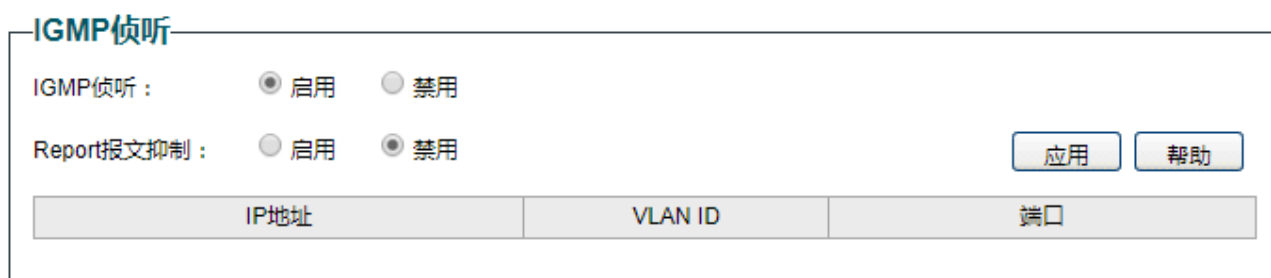 IGMP侦听
IGMP侦听： 启用 禁用
Report报文抑制： 启用 禁用 应用 帮助
IP地址 VLAN ID 端口